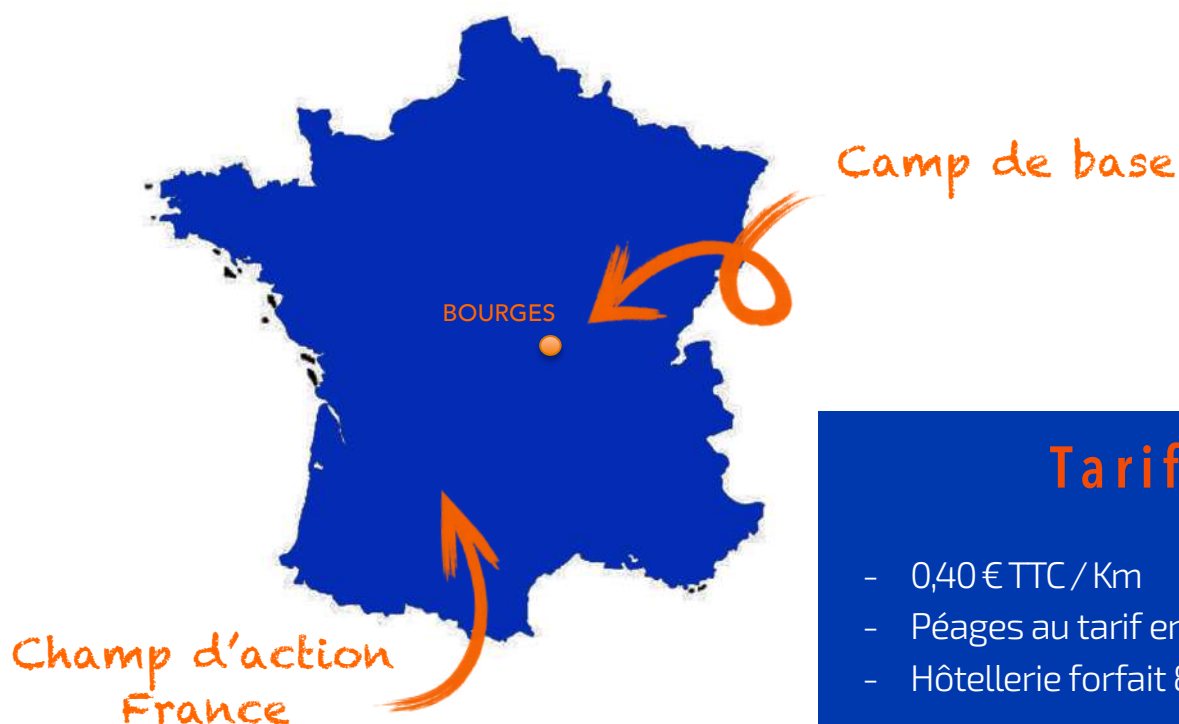 Camp de base
BOURGES
Champ d'action
France
Tarif
- 0,40 € TTC / Km
- Péages au tarif
- Hôtellerie forfait